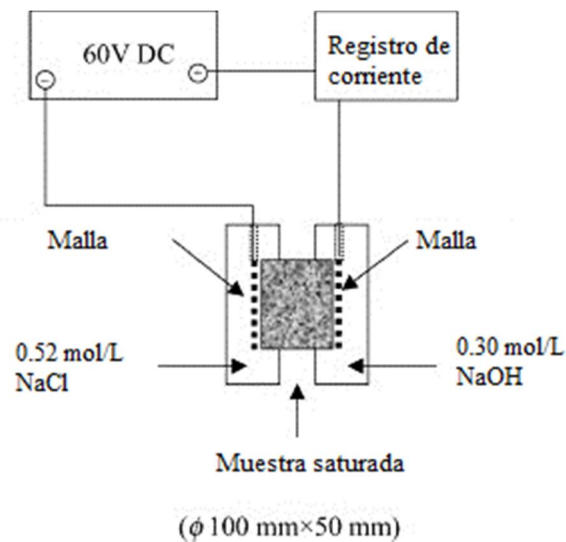 60V DC
⊖
⊖
Registro de
corriente
Malla
Malla
0.52 mol/L
NaCl
0.30 mol/L
NaOH
Muestra saturada
(ϕ 100 mm×50 mm)